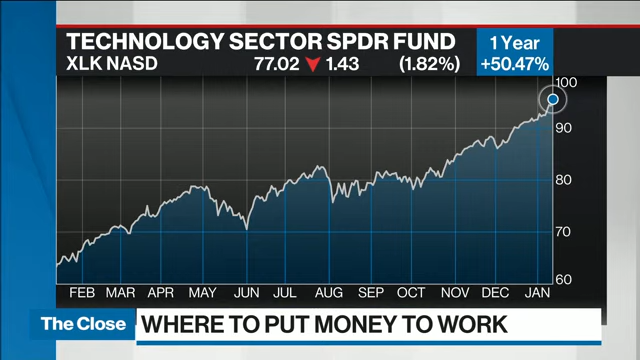 TECHNOLOGY SECTOR SPDR FUND
XLK NASD 77.02 1.43 (1.82%)
1 Year
+50.47%
100
90
80
70
60
FEB MAR APR MAY JUN JUL AUG SEP OCT NOV DEC JAN
The Close
WHERE TO PUT MONEY TO WORK